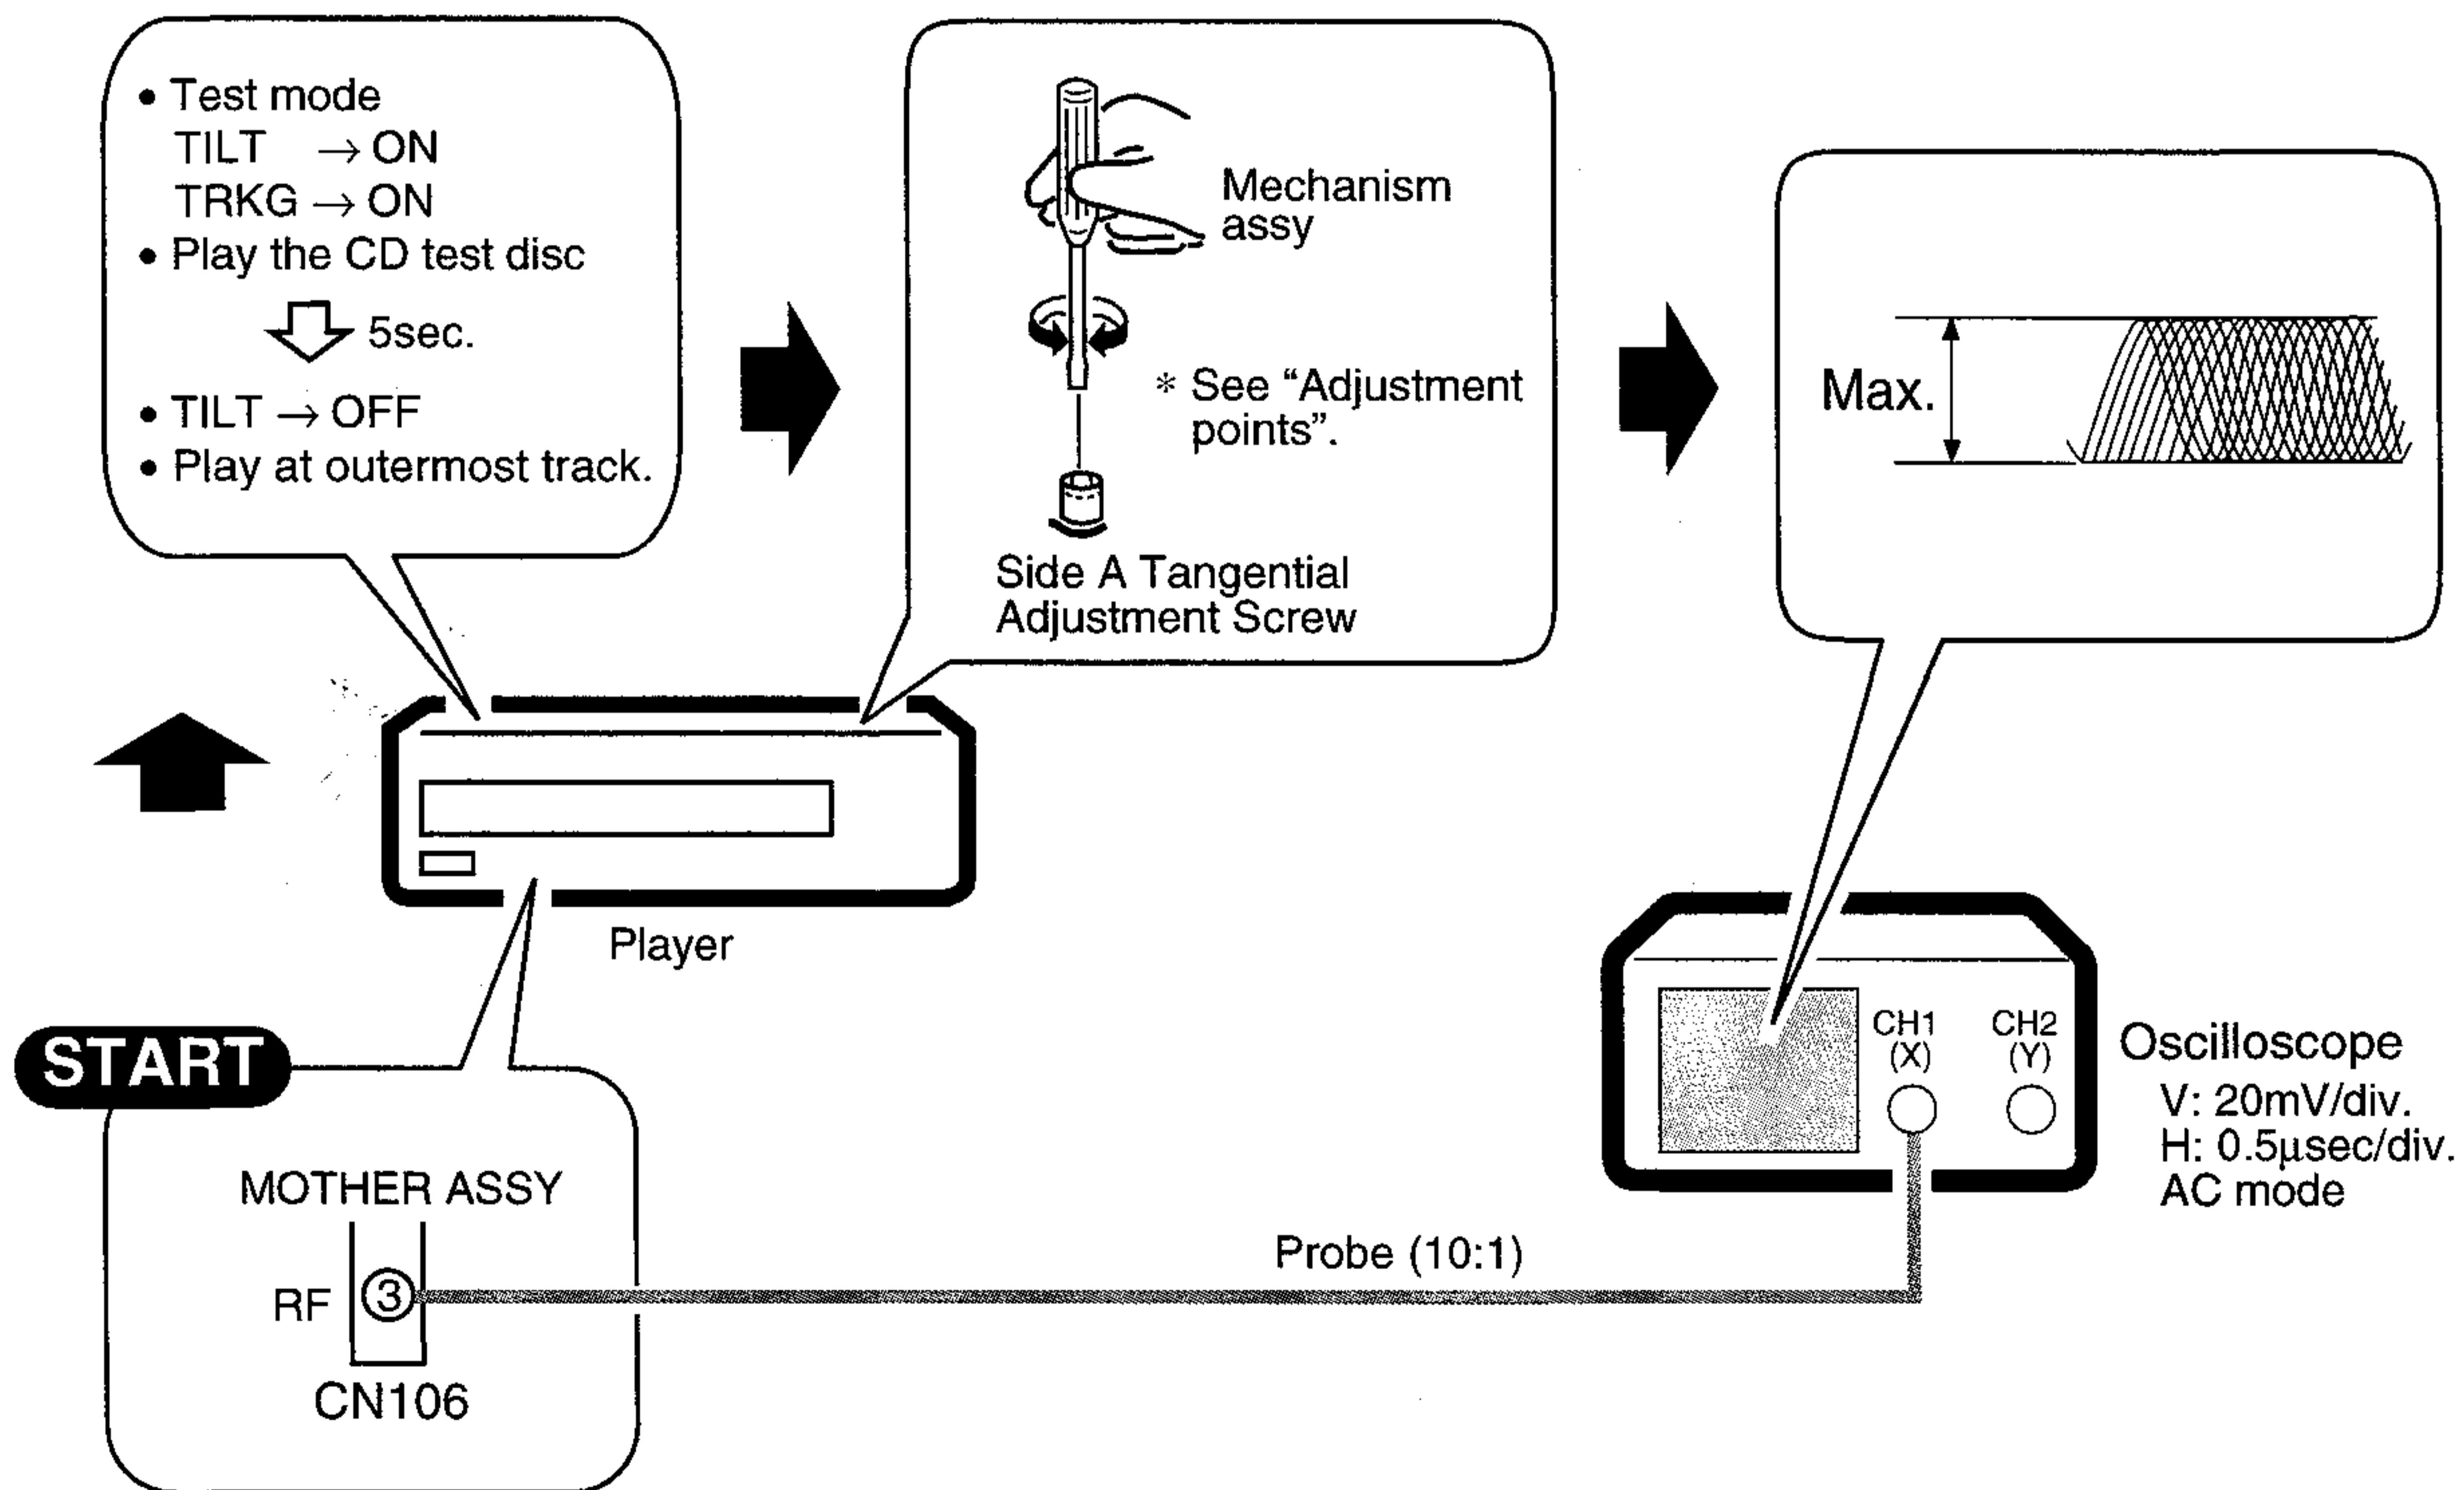 • Test mode
TILT → ON
TRKG → ON
• Play the CD test disc
5sec.
• TILT → OFF
• Play at outermost track.
Mechanism
assy
* See “Adjustment
points”.
Side A Tangential
Adjustment Screw
Max.
Player
START
MOTHER ASSY
RF
③
CN106
Probe (10:1)
CH1
(X)
CH2
(Y)
Oscilloscope
V: 20mV/div.
H: 0.5μsec/div.
AC mode